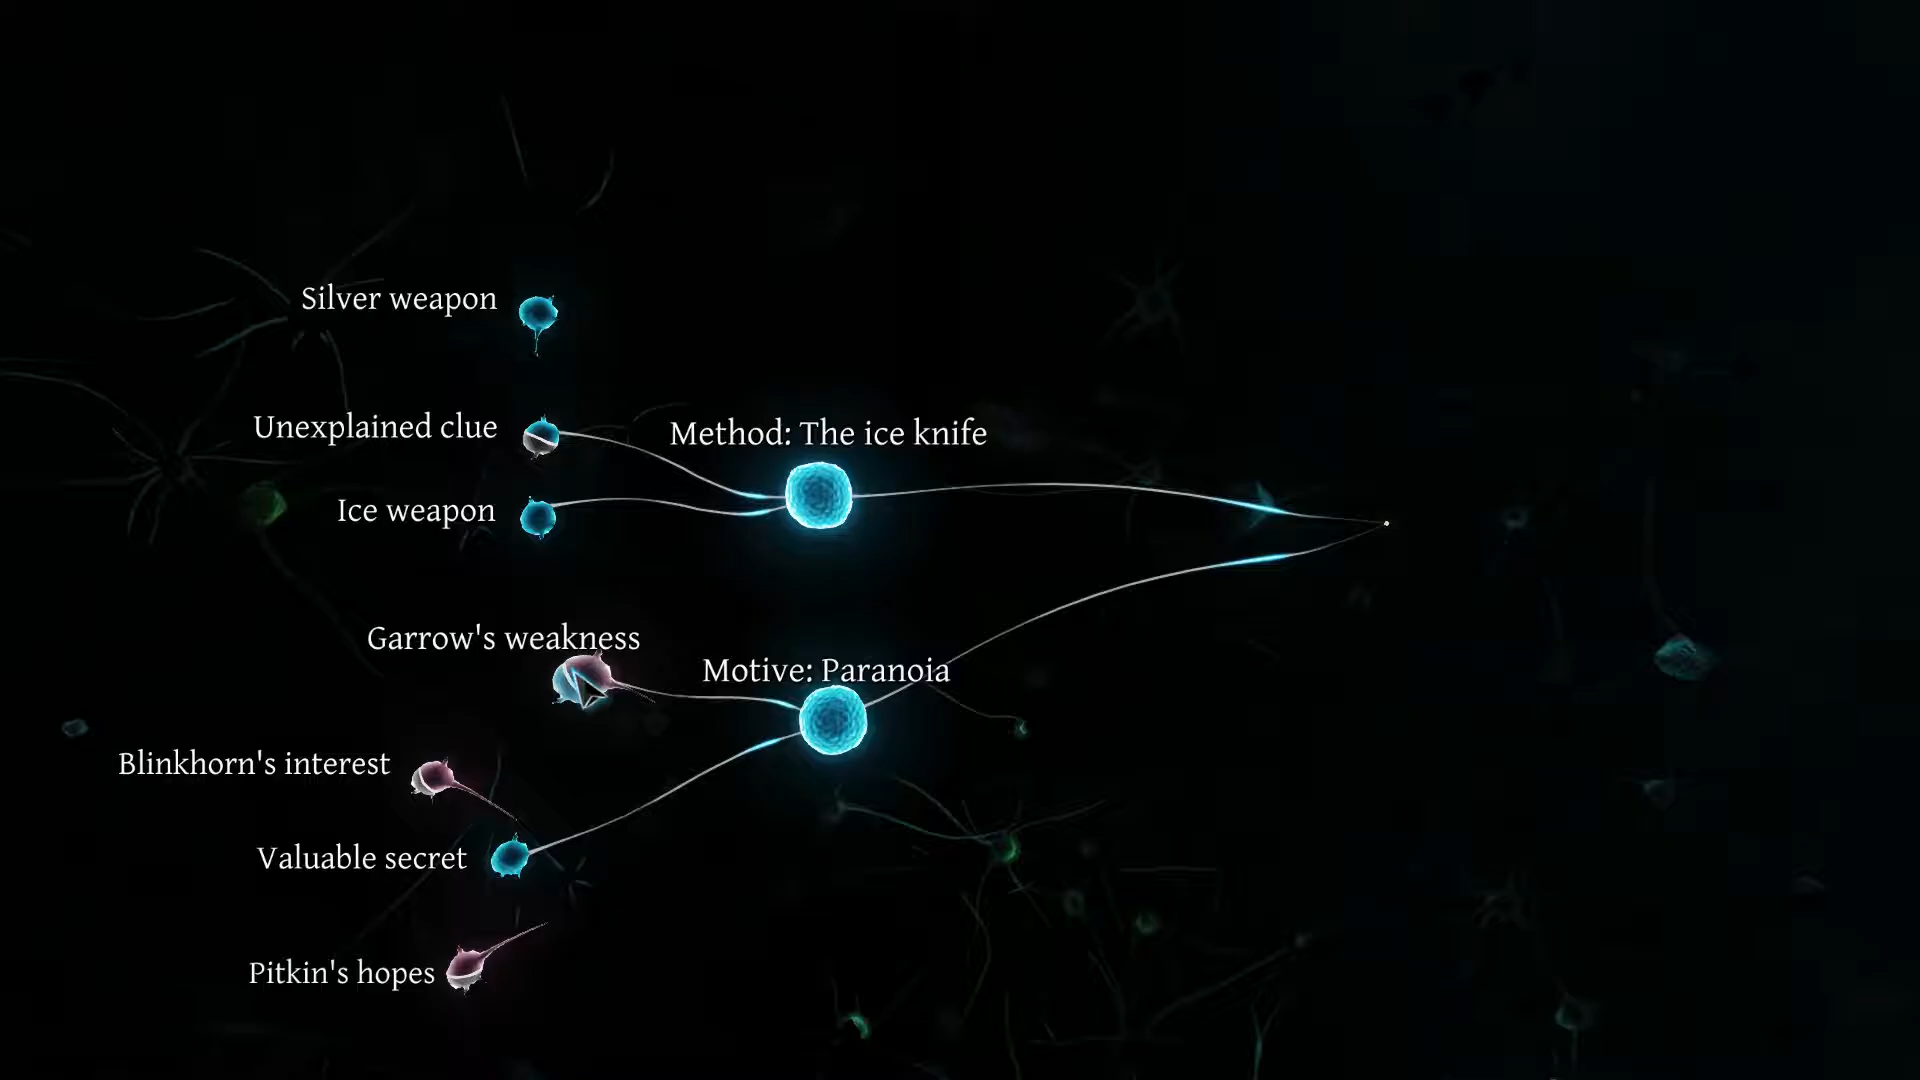 Silver weapon
Unexplained clue
Method: The ice knife
Ice weapon
Garrow's weakness
Motive: Paranoia
Blinkhorn's interest
Valuable secret
Pitkin's hopes